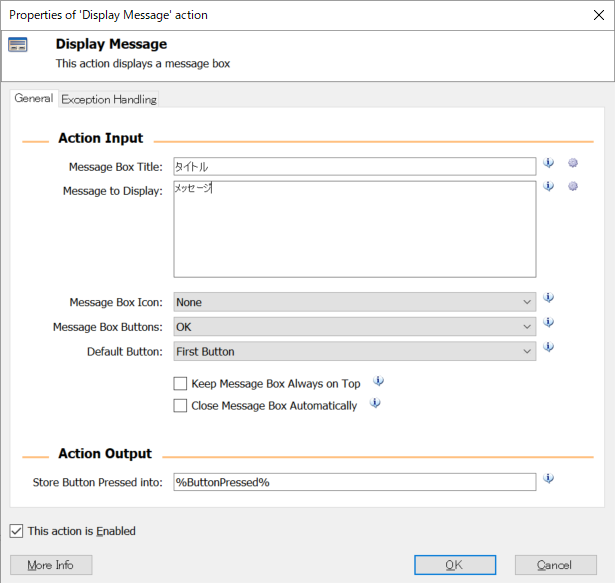 Properties of 'Display Message' action
Display Message
This action displays a message box
General Exception Handling
Action Input
Message Box Title: タイトル
Message to Display: メッセージ
Message Box Icon: None
Message Box Buttons: OK
Default Button: First Button
Keep Message Box Always on Top
Close Message Box Automatically
Action Output
Store Button Pressed into: %ButtonPressed%
This action is Enabled
More Info OK Cancel